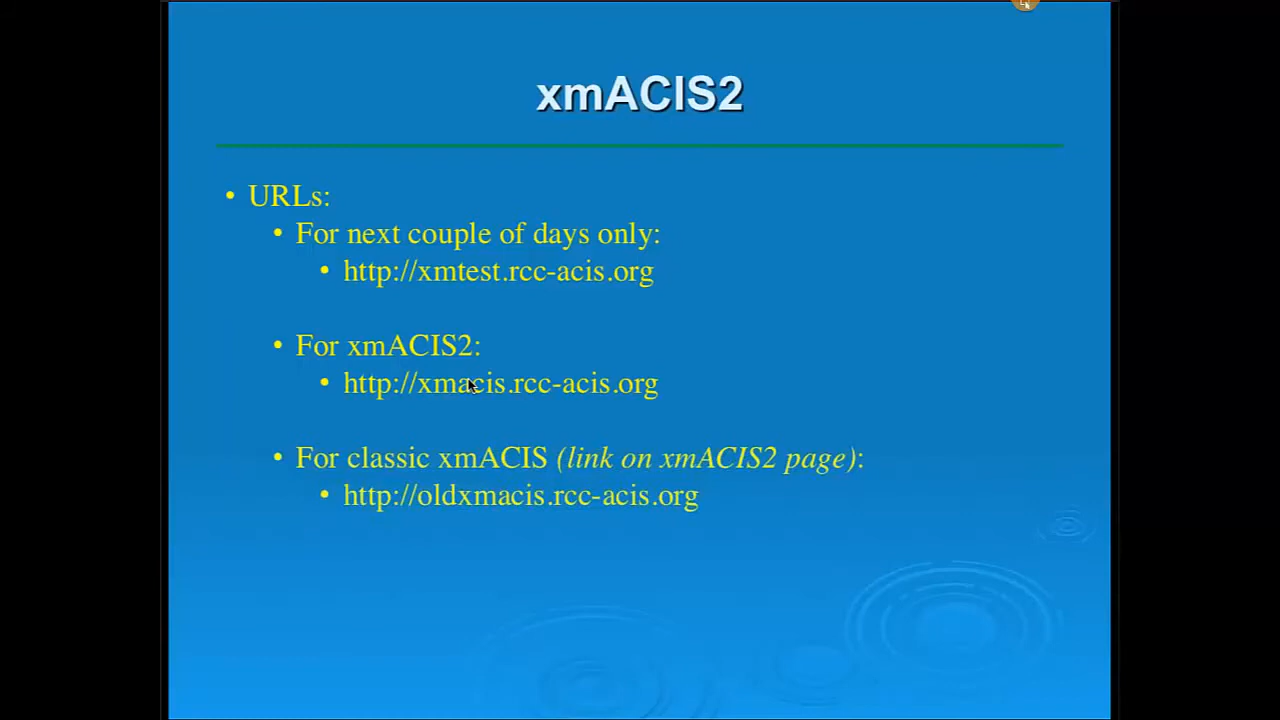 xmACIS2
• URLs:
• For next couple of days only:
• http://xmtest.rcc-acis.org
• For xmACIS2:
• http://xmacis.rcc-acis.org
• For classic xmACIS (link on xmACIS2 page):
• http://oldxmacis.rcc-acis.org